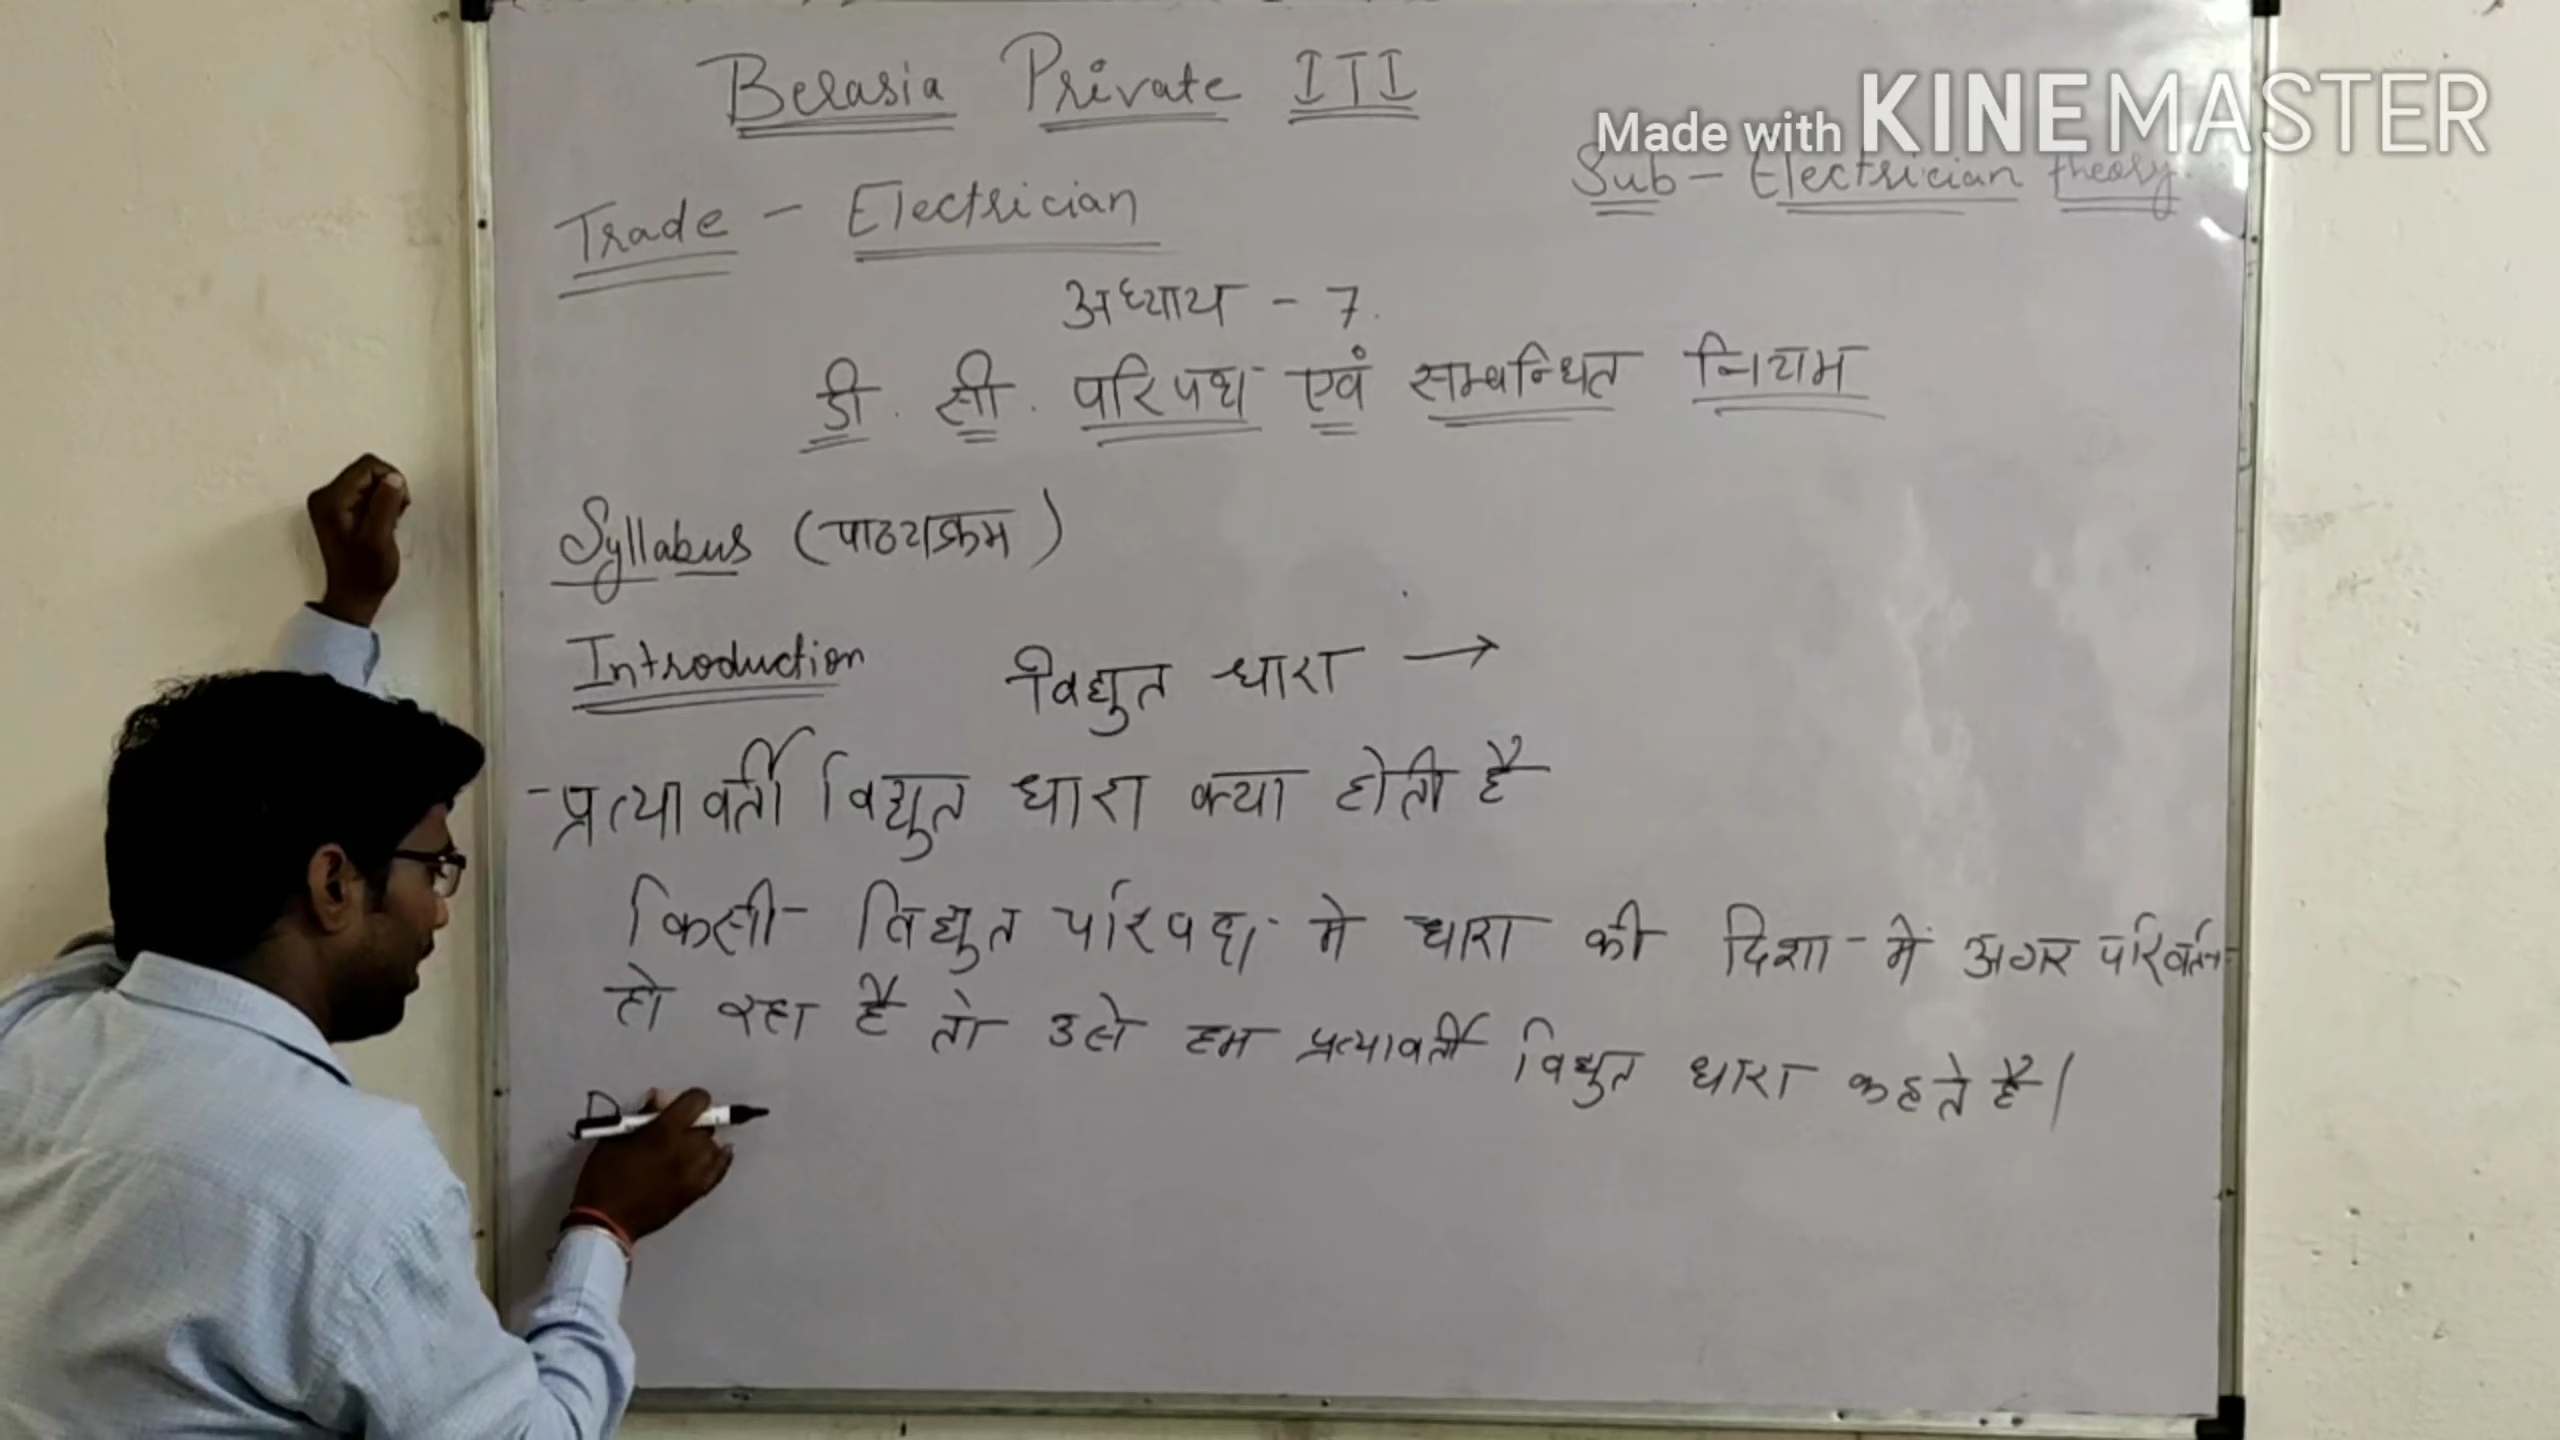 Berasia Private ITI
Made with KINEMASTER
Sub - Electrician theory
Trade - Electrician
अध्याय - 7.
डी. सी. परिपथ एवं सम्बन्धित नियम
Syllabus (पाठ्यक्रम)
Introduction विद्युत धारा →
- प्रत्यावर्ती विद्युत धारा क्या होती है
किसी विद्युत परिपथ मे धारा की दिशा में अगर परिवर्तन
हो रहा है तो उसे हम प्रत्यावर्ती विद्युत धारा कहते है।
D